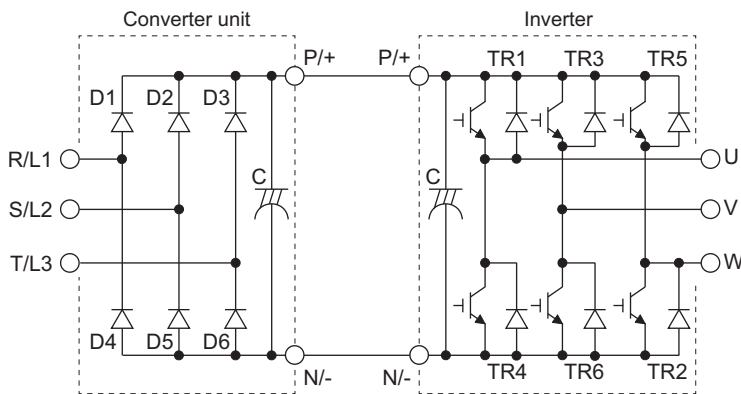 Converter unit
Inverter
P/+
P/+
TR1
TR3
TR5
D1
D2
D3
R/L1
U
C
C
S/L2
V
T/L3
W
D4
D5
D6
TR4
TR6
TR2
N/-
N/-